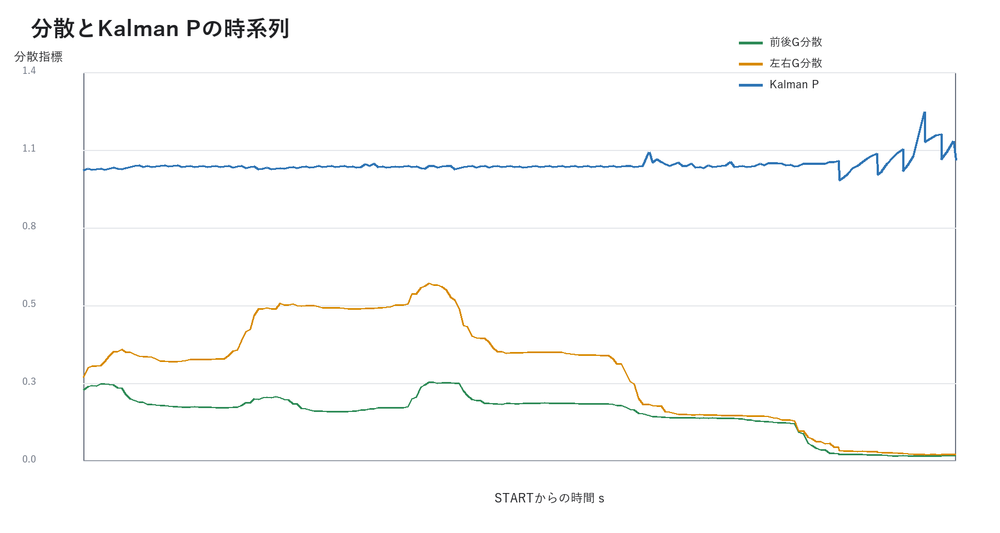 分散とKalman Pの時系列
分散指標
前後G分散
左右G分散
Kalman P
1.4
1.1
0.8
0.5
0.3
0.0
STARTからの時間 s